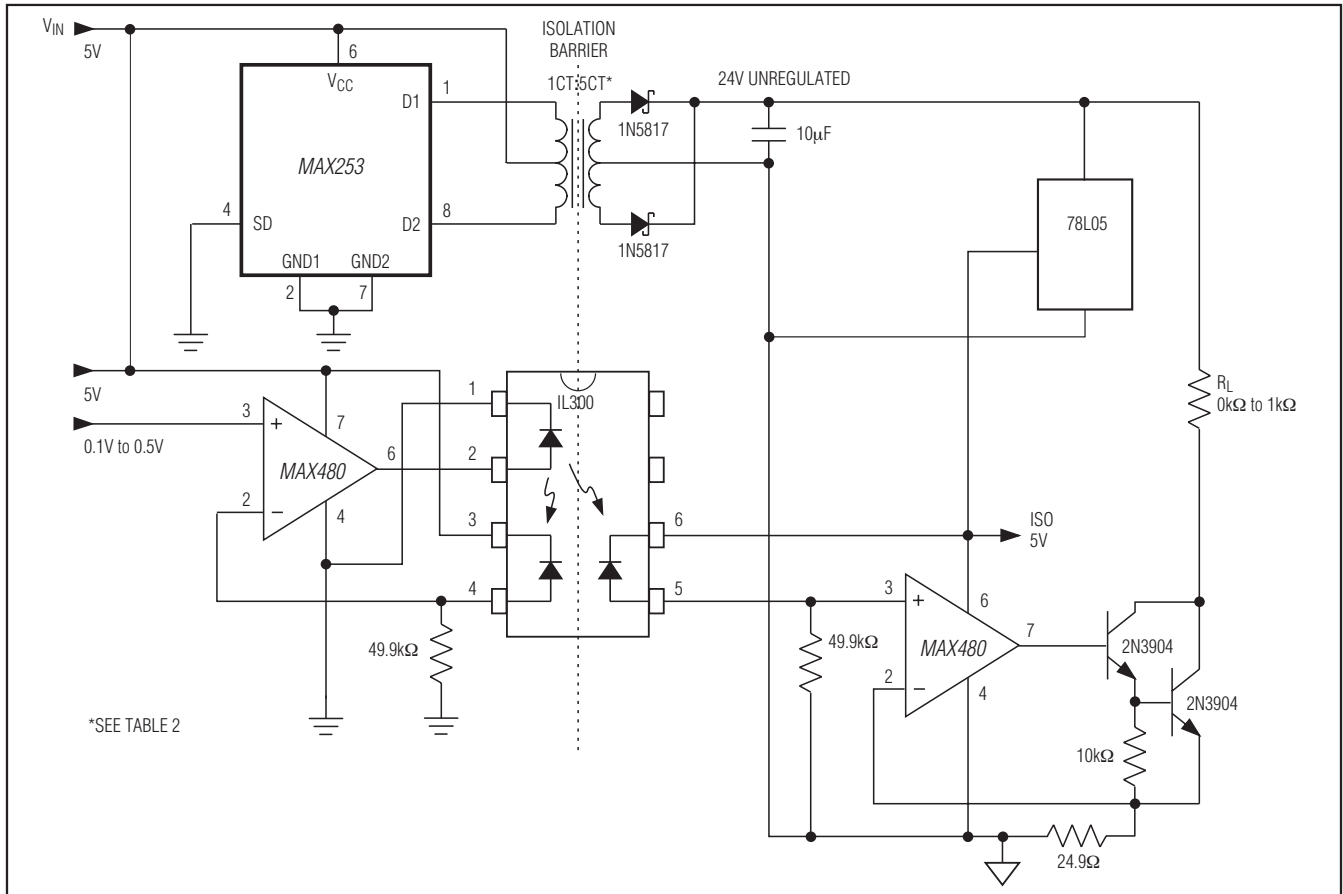 VIN
5V
6
VCC
D1
1
MAX253
4
SD
D2
8
GND1
GND2
2
7
ISOLATION
BARRIER
1CT:5CT*
1N5817
1N5817
24V UNREGULATED
10μF
78L05
RL
0kΩ to 1kΩ
5V
0.1V to 0.5V
3
+
7
MAX480
6
2
−
4
49.9kΩ
1
2
3
4
IL300
6
5
ISO
5V
49.9kΩ
3
+
6
MAX480
7
2
−
4
2N3904
2N3904
10kΩ
24.9Ω
*SEE TABLE 2